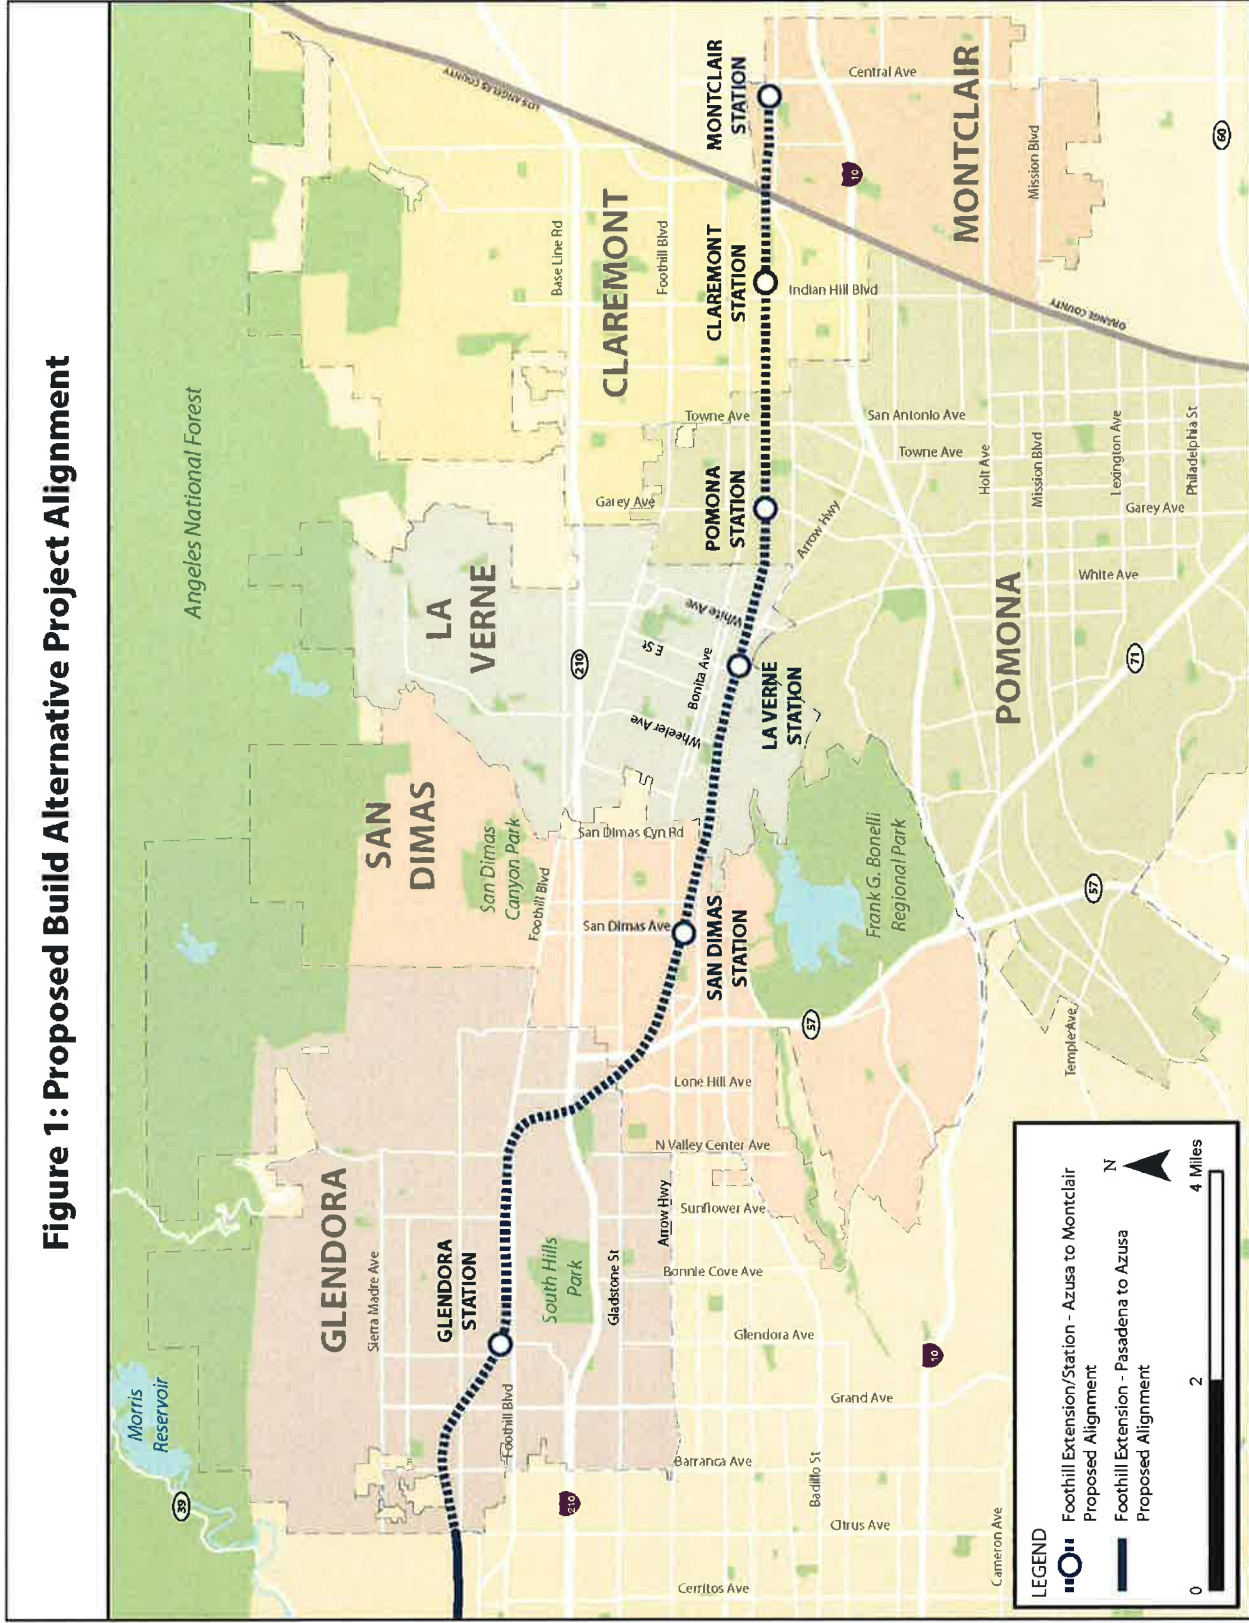 Figure 1: Proposed Build Alternative Project Alignment
Angeles National Forest
Morris
Reservoir
39
GLENDORA
Sierra Madre Ave
GLENDORA
STATION
Foothill Blvd
South Hills
Park
Gladstone St
Arrow Hwy
210
Barranca Ave
Citrus Ave
Cerritos Ave
Grand Ave
Glendora Ave
Bonnie Cove Ave
Sunflower Ave
N Valley Center Ave
Lone Hill Ave
Badillo St
Cameron Ave
10
SAN
DIMAS
San Dimas
Canyon Park
Foothill Blvd
San Dimas Cyn Rd
San Dimas Ave
SAN DIMAS
STATION
57
Frank G. Bonelli
Regional Park
57
Temple Ave
LA
VERNE
210
E St
White Ave
Bonita Ave
Wheeler Ave
LA VERNE
STATION
CLAREMONT
Base Line Rd
Foothill Blvd
Towne Ave
Garey Ave
POMONA
STATION
Arrow Hwy
CLAREMONT
STATION
Indian Hill Blvd
MONTCLAIR
STATION
Central Ave
10
MONTCLAIR
Mission Blvd
60
LOS ANGELES COUNTY
ORANGE COUNTY
San Antonio Ave
Towne Ave
Holt Ave
Mission Blvd
Lexington Ave
Philadelphia St
Garey Ave
White Ave
POMONA
71
LEGEND
Foothill Extension/Station - Azusa to Montclair
Proposed Alignment
Foothill Extension - Pasadena to Azusa
Proposed Alignment
N
0
2
4 Miles